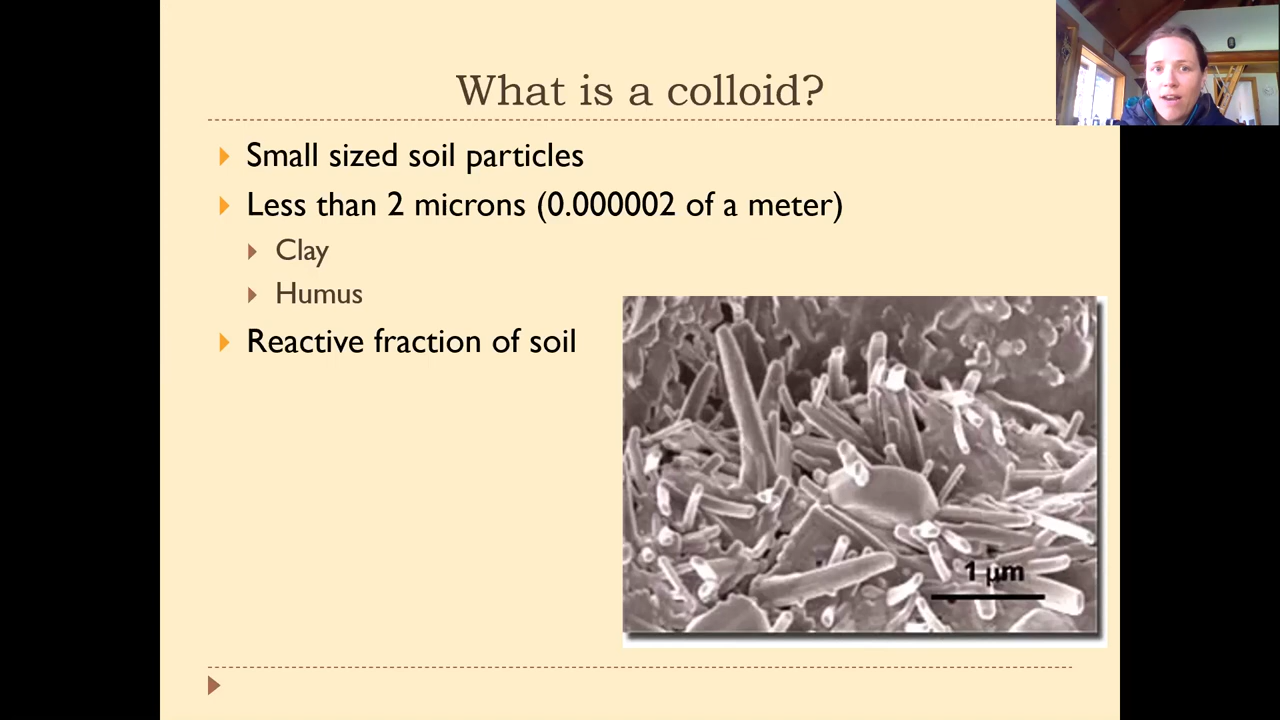 What is a colloid?
Small sized soil particles
Less than 2 microns (0.000002 of a meter)
Clay
Humus
Reactive fraction of soil
1 µm